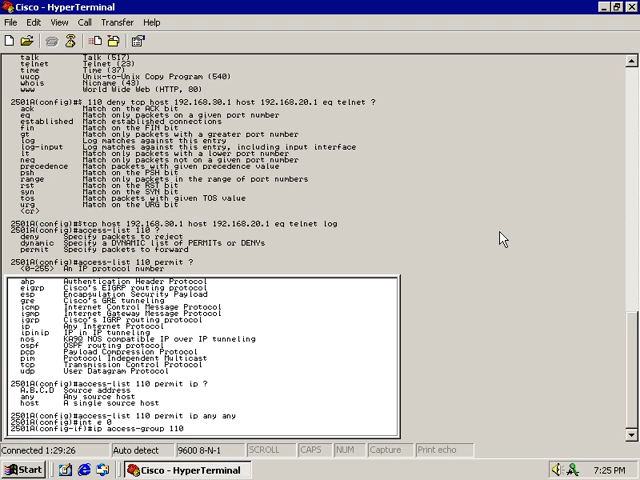 Cisco - HyperTerminal
File Edit View Call Transfer Help
talk Talk (517)
telnet Telnet (23)
time Time (37)
uucp Unix-to-Unix Copy Program (540)
whois Nicname (43)
www World Wide Web (HTTP, 80)
2501A(config)#$ 110 deny tcp host 192.168.30.1 host 192.168.20.1 eq telnet ?
ack Match on the ACK bit
eq Match only packets on a given port number
established Match established connections
fin Match on the FIN bit
gt Match only packets with a greater port number
log Log matches against this entry
log-input Log matches against this entry, including input interface
lt Match only packets with a lower port number
neq Match only packets not on a given port number
precedence Match packets with given precedence value
psh Match on the PSH bit
range Match only packets in the range of port numbers
rst Match on the RST bit
syn Match on the SYN bit
tos Match packets with given TOS value
urg Match on the URG bit
<cr>
2501A(config)#$tcp host 192.168.30.1 host 192.168.20.1 eq telnet log
2501A(config)#access-list 110 ?
deny Specify packets to reject
dynamic Specify a DYNAMIC list of PERMITs or DENYs
permit Specify packets to forward
2501A(config)#access-list 110 permit ?
<0-255> An IP protocol number
ahp Authentication Header Protocol
eigrp Cisco's EIGRP routing protocol
esp Encapsulation Security Payload
gre Cisco's GRE tunneling
icmp Internet Control Message Protocol
igmp Internet Gateway Message Protocol
igrp Cisco's IGRP routing protocol
ip Any Internet Protocol
ipinip IP in IP tunneling
nos KA9Q NOS compatible IP over IP tunneling
ospf OSPF routing protocol
pcp Payload Compression Protocol
pim Protocol Independent Multicast
tcp Transmission Control Protocol
udp User Datagram Protocol
2501A(config)#access-list 110 permit ip ?
A.B.C.D Source address
any Any source host
host A single source host
2501A(config)#access-list 110 permit ip any any
2501A(config)#int e 0
2501A(config-if)#ip access-group 110
Connected 1:29:26 Auto detect 9600 8-N-1 SCROLL CAPS NUM Capture Print echo
Start Cisco - HyperTerminal 7:25 PM